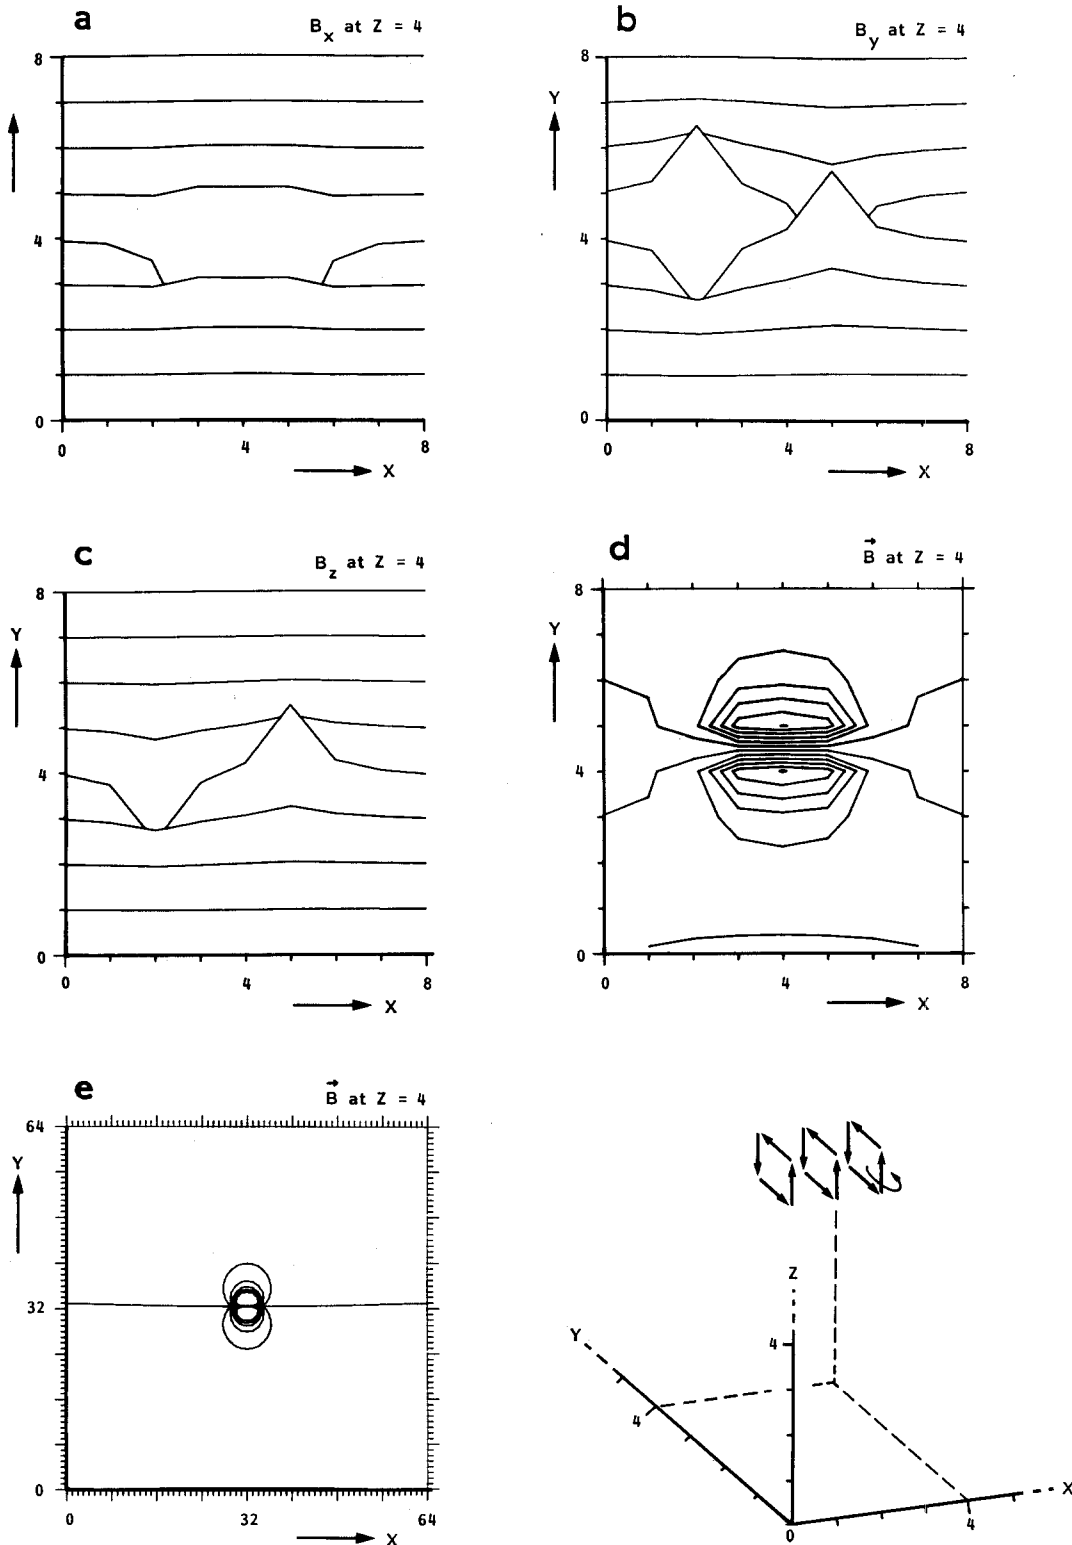 a
B_x at Z = 4
8
4
0
0 4 8
X
b
B_y at Z = 4
Y
8
4
0
0 4 8
X
c
B_z at Z = 4
Y
8
4
0
0 4 8
X
d
B⃗ at Z = 4
Y
8
4
0
0 4 8
X
e
B⃗ at Z = 4
Y
64
32
0
0 32 64
X
Z
4
Y
4
0
4
X